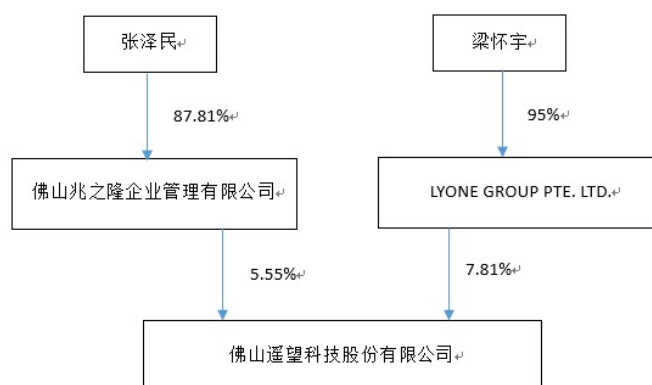 张泽民
梁怀宇
87.81%
95%
佛山兆之隆企业管理有限公司
LYONE GROUP PTE. LTD.
5.55%
7.81%
佛山遥望科技股份有限公司